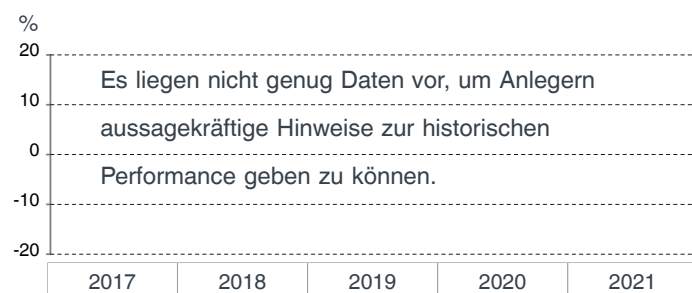 %
20
Es liegen nicht genug Daten vor, um Anlegern
10
aussagekräftige Hinweise zur historischen
0
Performance geben zu können.
-10
-20
2017 2018 2019 2020 2021